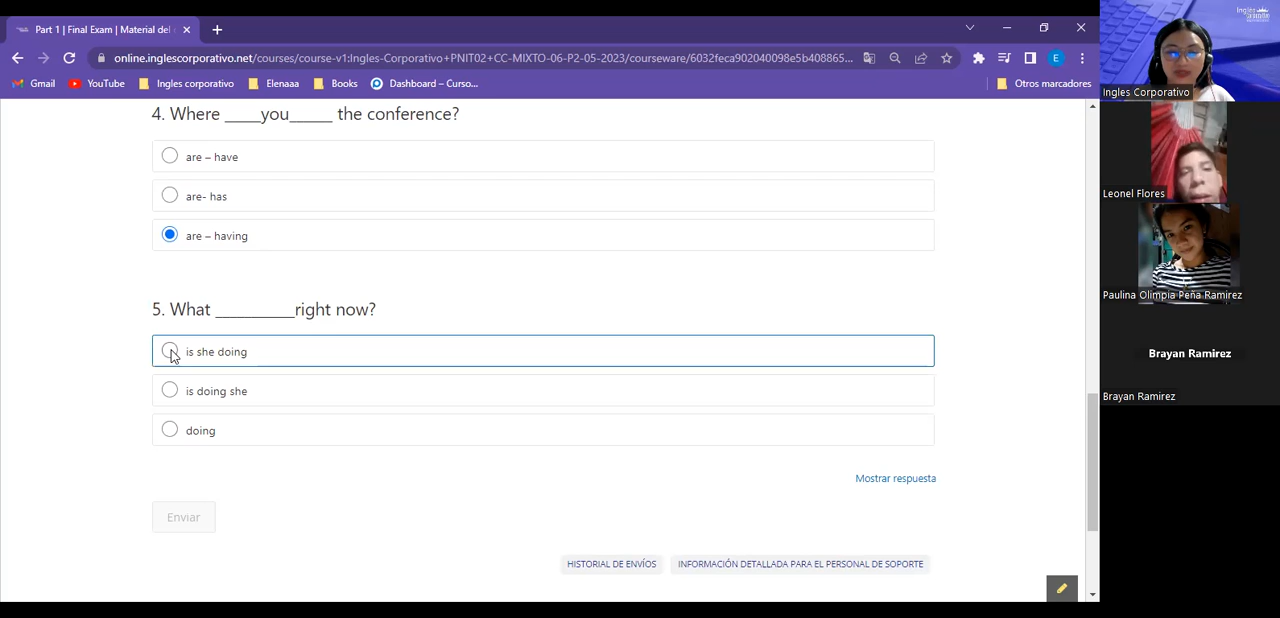 Part 1 | Final Exam | Material del
online.inglescorporativo.net/courses/course-v1:Ingles-Corporativo+PNIT02+CC-MIXTO-06-P2-05-2023/courseware/6032feca902040098e5b408865...
E
Gmail
YouTube
Ingles corporativo
Elenaaa
Books
Dashboard – Curso...
Otros marcadores
4. Where _____you______ the conference?
are – have
are- has
are – having
5. What __________right now?
is she doing
is doing she
doing
Mostrar respuesta
Enviar
HISTORIAL DE ENVÍOS
INFORMACIÓN DETALLADA PARA EL PERSONAL DE SOPORTE
Ingles Corporativo
Leonel Flores
Paulina Olimpia Peña Ramirez
Brayan Ramirez
Brayan Ramirez